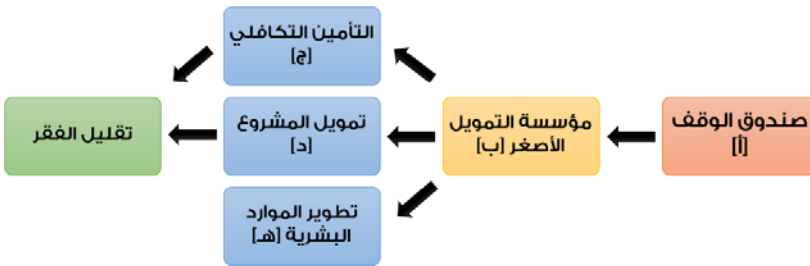 صندوق الوقف
[أ]
مؤسسة التمويل
الأصغر [ب]
التأمين التكافلي
[ج]
تمويل المشروع
[د]
تطوير الموارد
البشرية [هـ]
تقليل الفقر